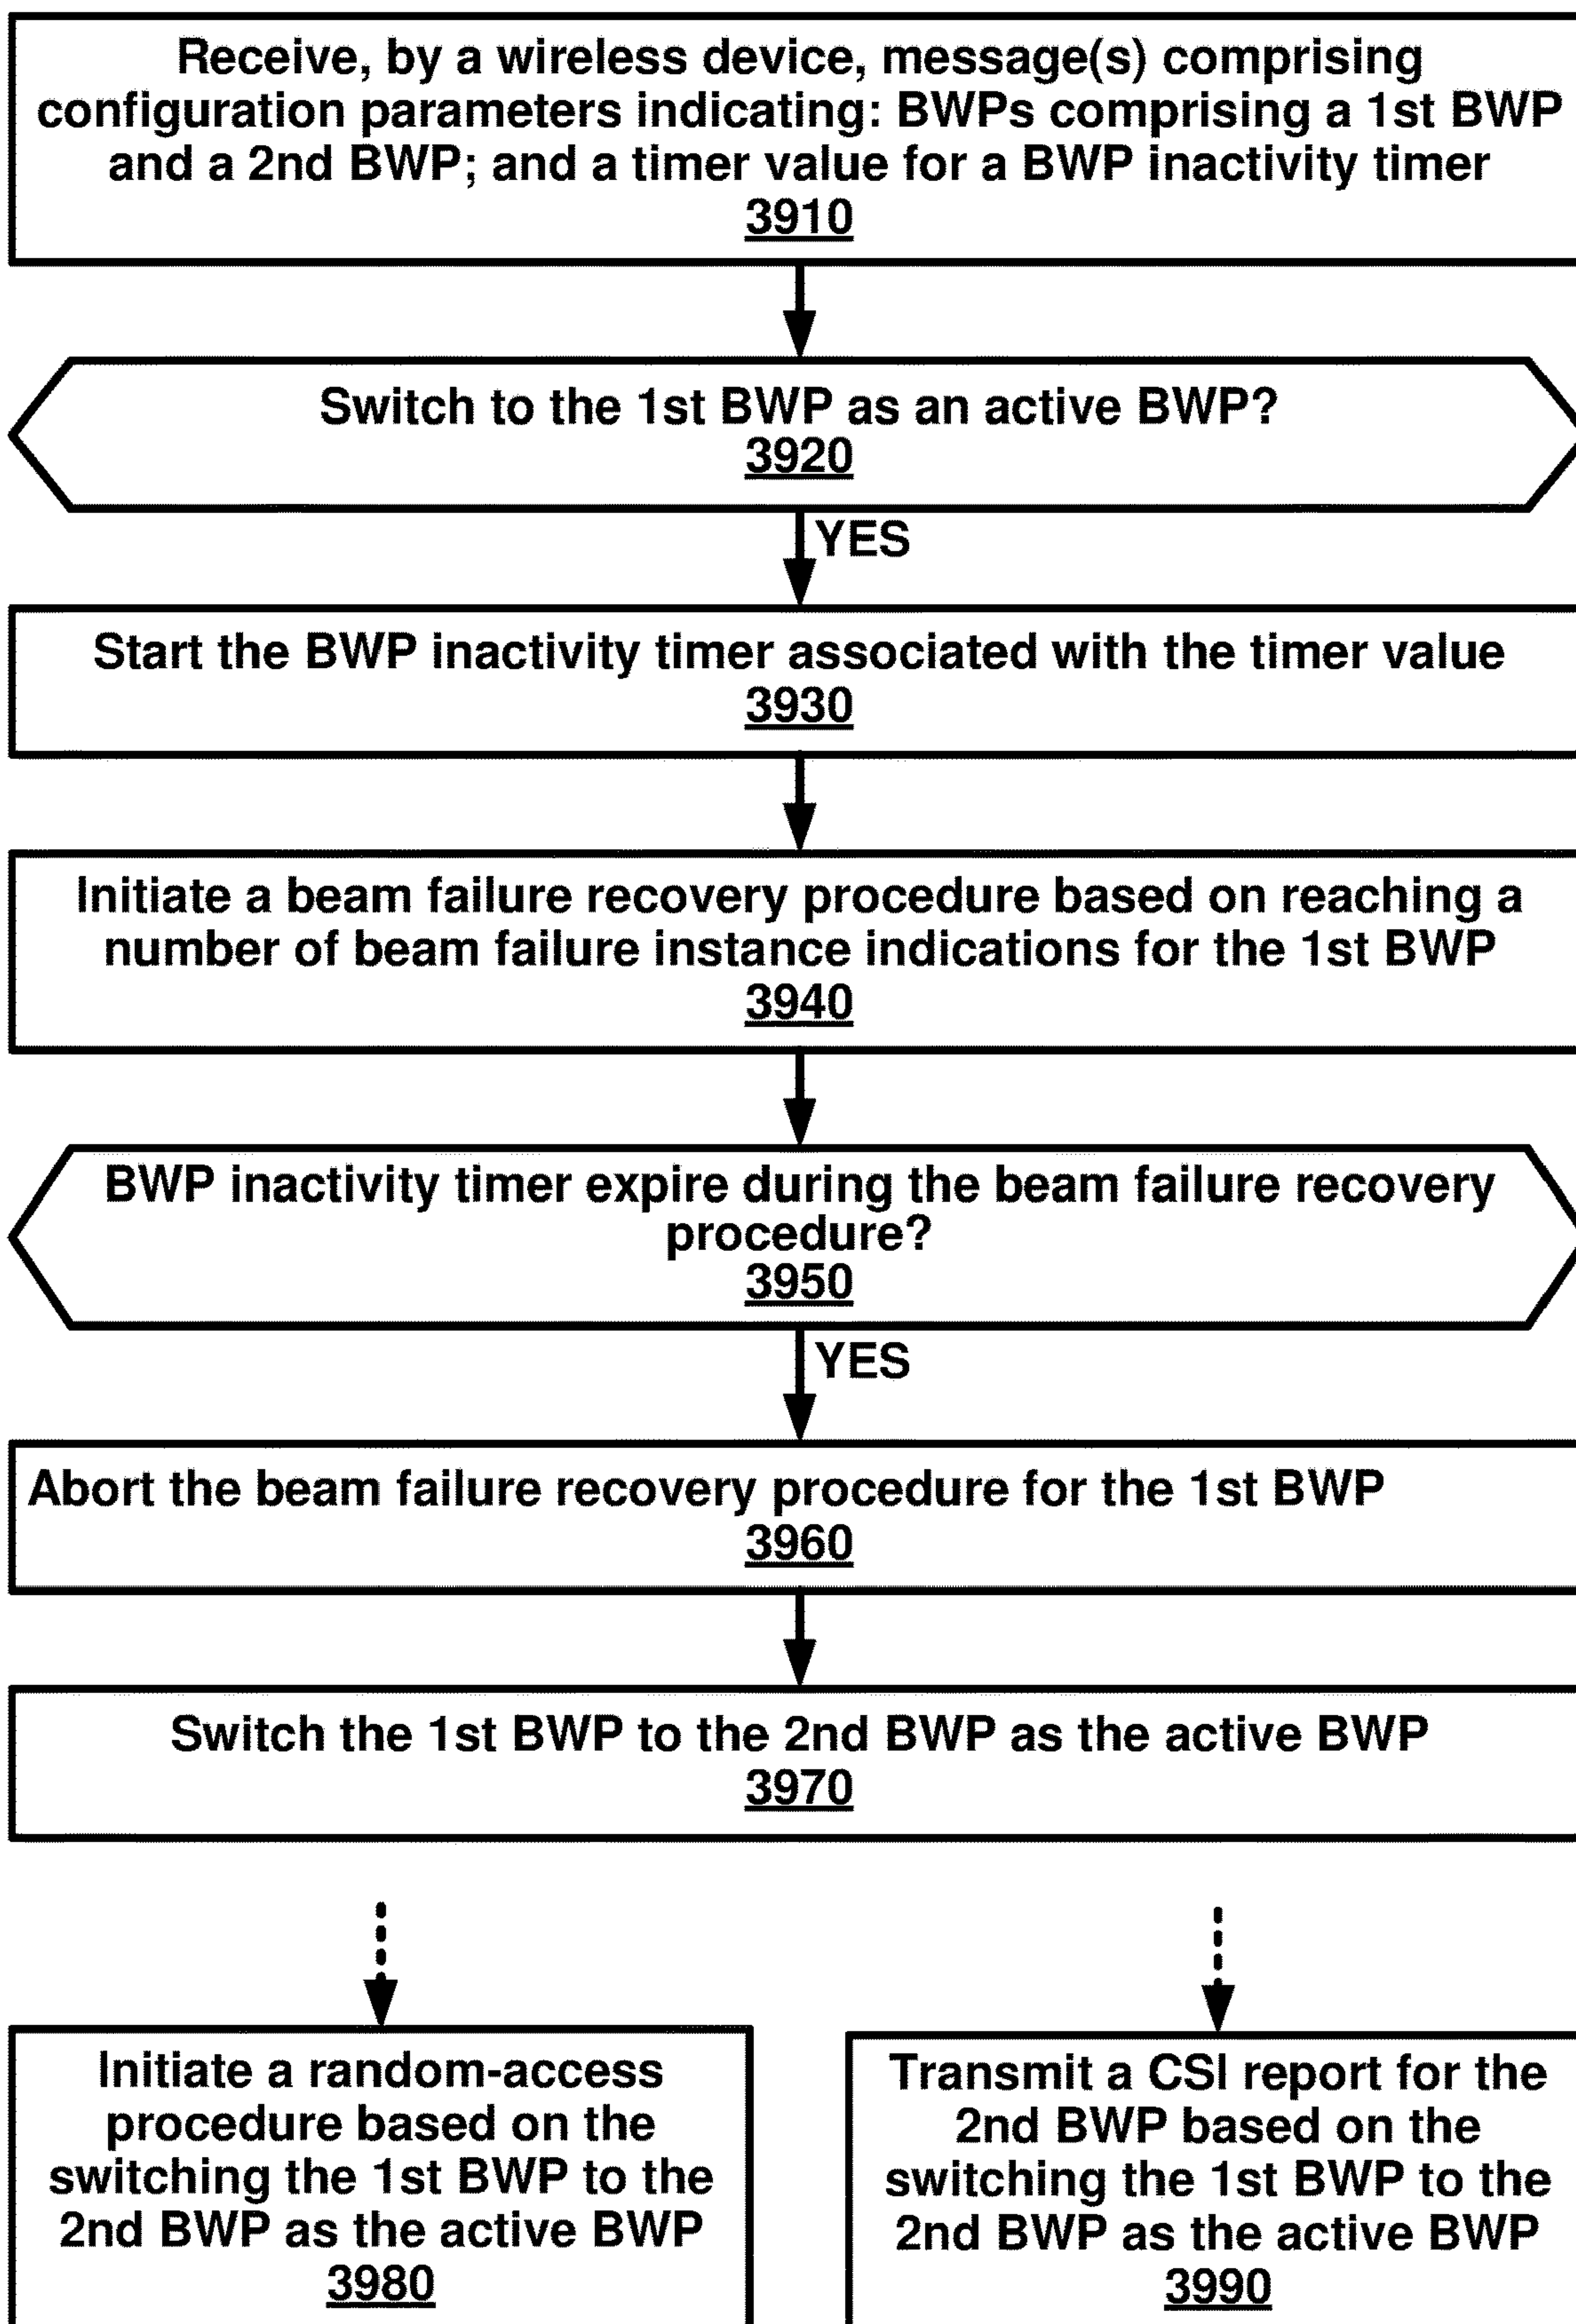 Receive, by a wireless device, message(s) comprising
configuration parameters indicating: BWPs comprising a 1st BWP
and a 2nd BWP; and a timer value for a BWP inactivity timer
3910
Switch to the 1st BWP as an active BWP?
3920
YES
Start the BWP inactivity timer associated with the timer value
3930
Initiate a beam failure recovery procedure based on reaching a
number of beam failure instance indications for the 1st BWP
3940
BWP inactivity timer expire during the beam failure recovery
procedure?
3950
YES
Abort the beam failure recovery procedure for the 1st BWP
3960
Switch the 1st BWP to the 2nd BWP as the active BWP
3970
Initiate a random-access
procedure based on the
switching the 1st BWP to the
2nd BWP as the active BWP
3980
Transmit a CSI report for the
2nd BWP based on the
switching the 1st BWP to the
2nd BWP as the active BWP
3990